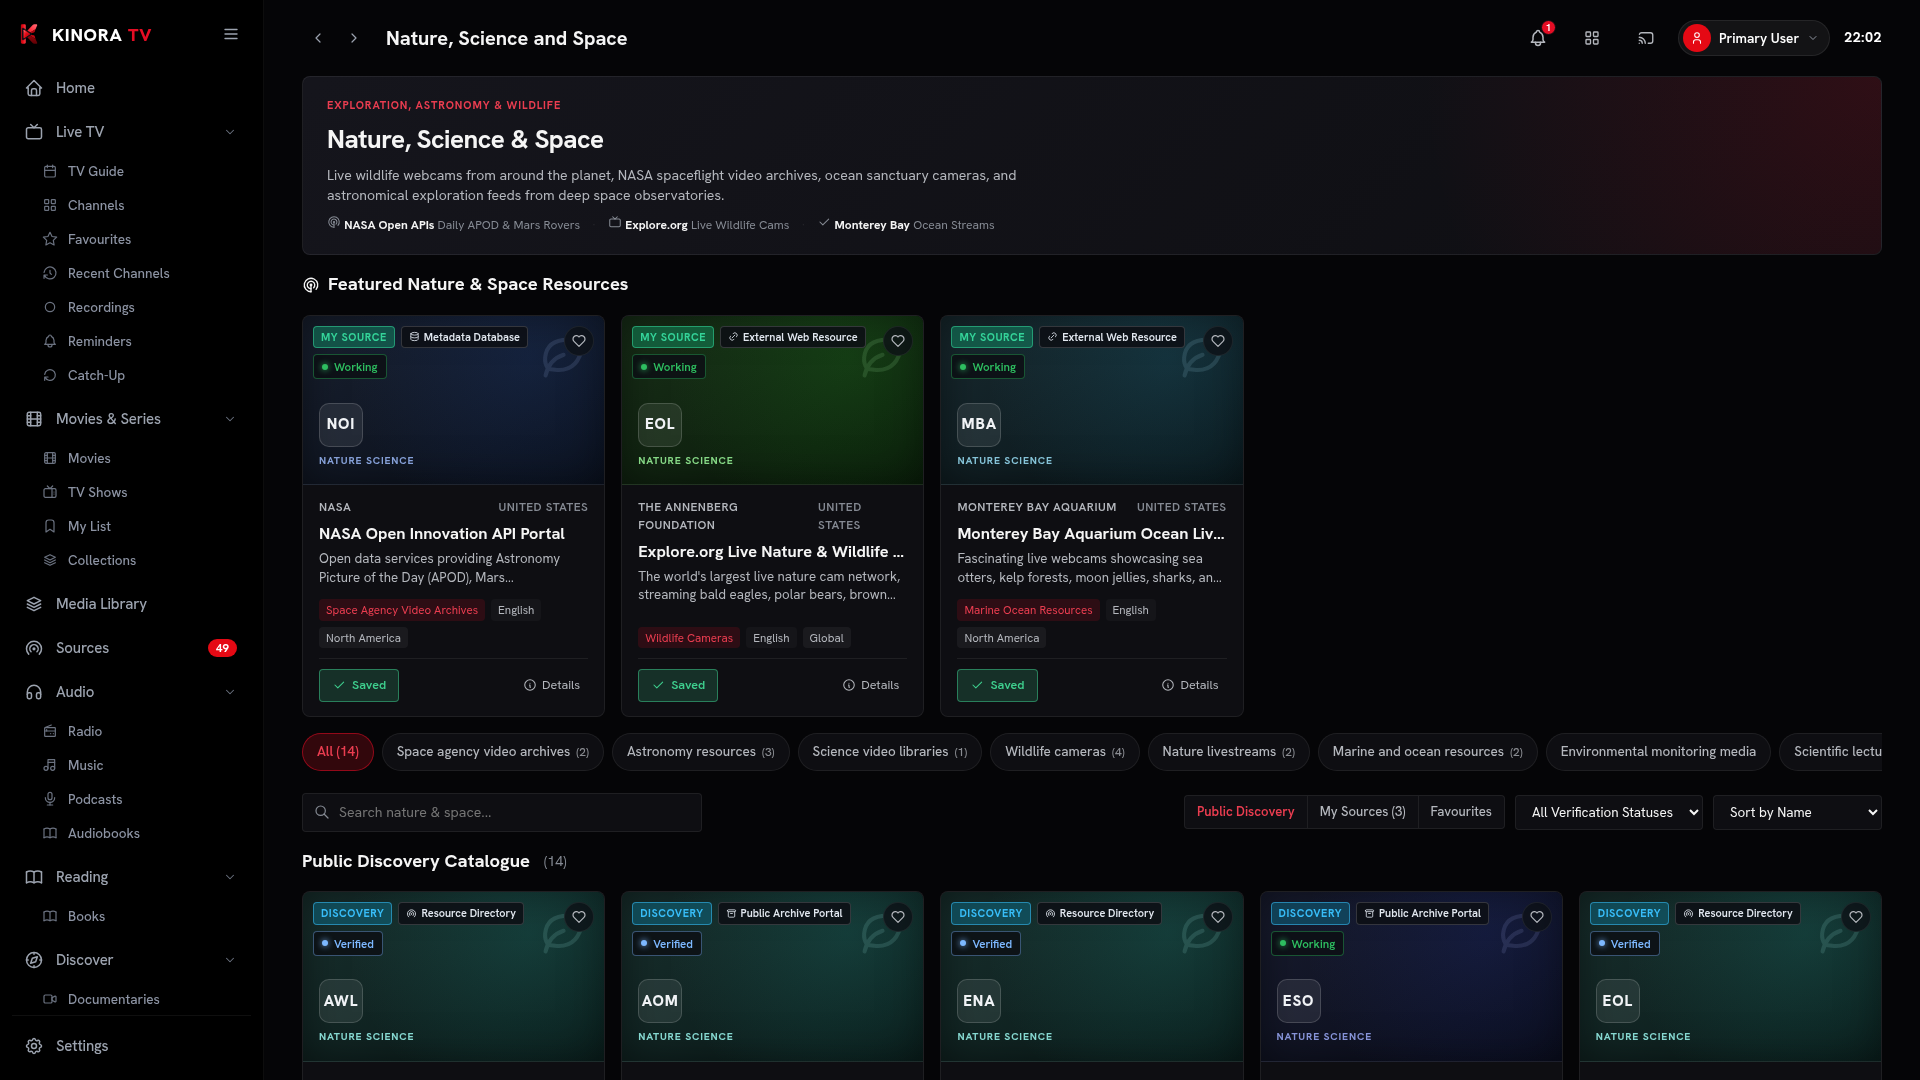 KINORA TV
Home
Live TV
TV Guide
Channels
Favourites
Recent Channels
Recordings
Reminders
Catch-Up
Movies & Series
Movies
TV Shows
My List
Collections
Media Library
Sources 49
Audio
Radio
Music
Podcasts
Audiobooks
Reading
Books
Discover
Documentaries
Settings
Nature, Science and Space
1
Primary User
22:02
EXPLORATION, ASTRONOMY & WILDLIFE
Nature, Science & Space
Live wildlife webcams from around the planet, NASA spaceflight video archives, ocean sanctuary cameras, and
astronomical exploration feeds from deep space observatories.
NASA Open APIs Daily APOD & Mars Rovers · Explore.org Live Wildlife Cams · Monterey Bay Ocean Streams
Featured Nature & Space Resources
MY SOURCE Metadata Database
Working
NOI
NATURE SCIENCE
NASA UNITED STATES
NASA Open Innovation API Portal
Open data services providing Astronomy
Picture of the Day (APOD), Mars...
Space Agency Video Archives English
North America
Saved Details
MY SOURCE External Web Resource
Working
EOL
NATURE SCIENCE
THE ANNENBERG UNITED
FOUNDATION STATES
Explore.org Live Nature & Wildlife ...
The world's largest live nature cam network,
streaming bald eagles, polar bears, brown...
Wildlife Cameras English Global
Saved Details
MY SOURCE External Web Resource
Working
MBA
NATURE SCIENCE
MONTEREY BAY AQUARIUM UNITED STATES
Monterey Bay Aquarium Ocean Liv...
Fascinating live webcams showcasing sea
otters, kelp forests, moon jellies, sharks, an...
Marine Ocean Resources English
North America
Saved Details
All (14) Space agency video archives (2) Astronomy resources (3) Science video libraries (1) Wildlife cameras (4) Nature livestreams (2) Marine and ocean resources (2) Environmental monitoring media Scientific lectu
Search nature & space...
Public Discovery My Sources (3) Favourites All Verification Statuses Sort by Name
Public Discovery Catalogue (14)
DISCOVERY Resource Directory
Verified
AWL
NATURE SCIENCE
DISCOVERY Public Archive Portal
Verified
AOM
NATURE SCIENCE
DISCOVERY Resource Directory
Verified
ENA
NATURE SCIENCE
DISCOVERY Public Archive Portal
Working
ESO
NATURE SCIENCE
DISCOVERY Resource Directory
Verified
EOL
NATURE SCIENCE